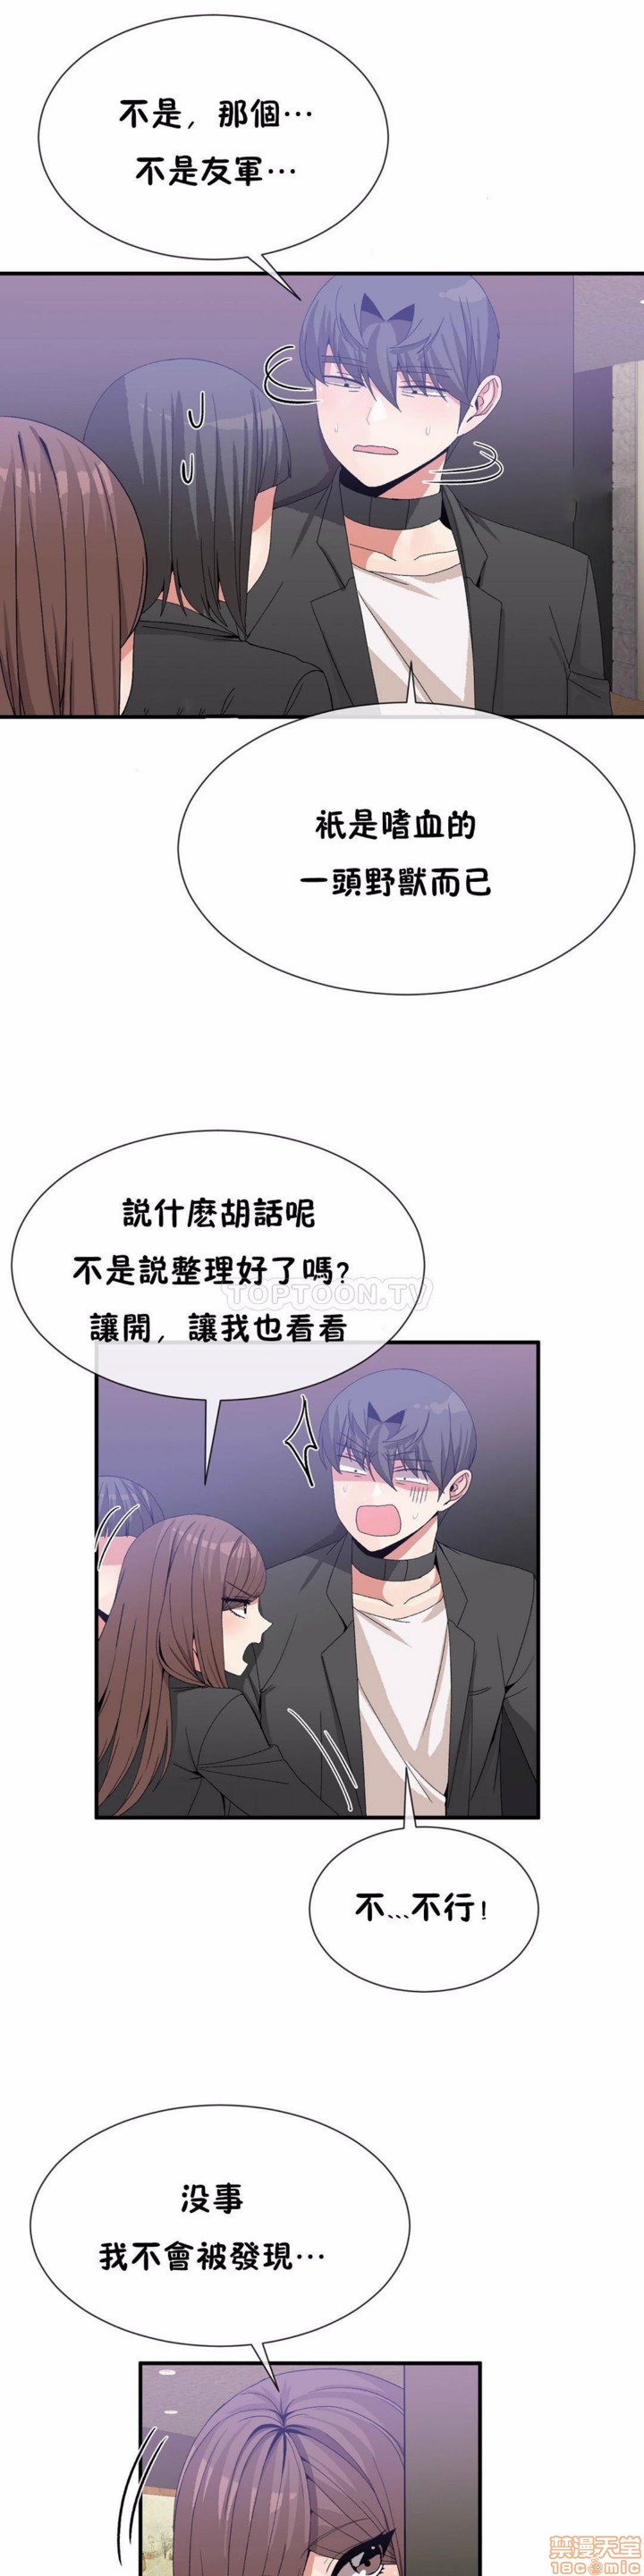 不是，那個…
不是友軍…
祇是嗜血的
一頭野獸而已
說什麽胡話呢
不是說整理好了嗎?
讓開，讓我也看看
TOPTOON.TV
不...不行!
没事
我不會被發現…
禁漫天堂
18comic